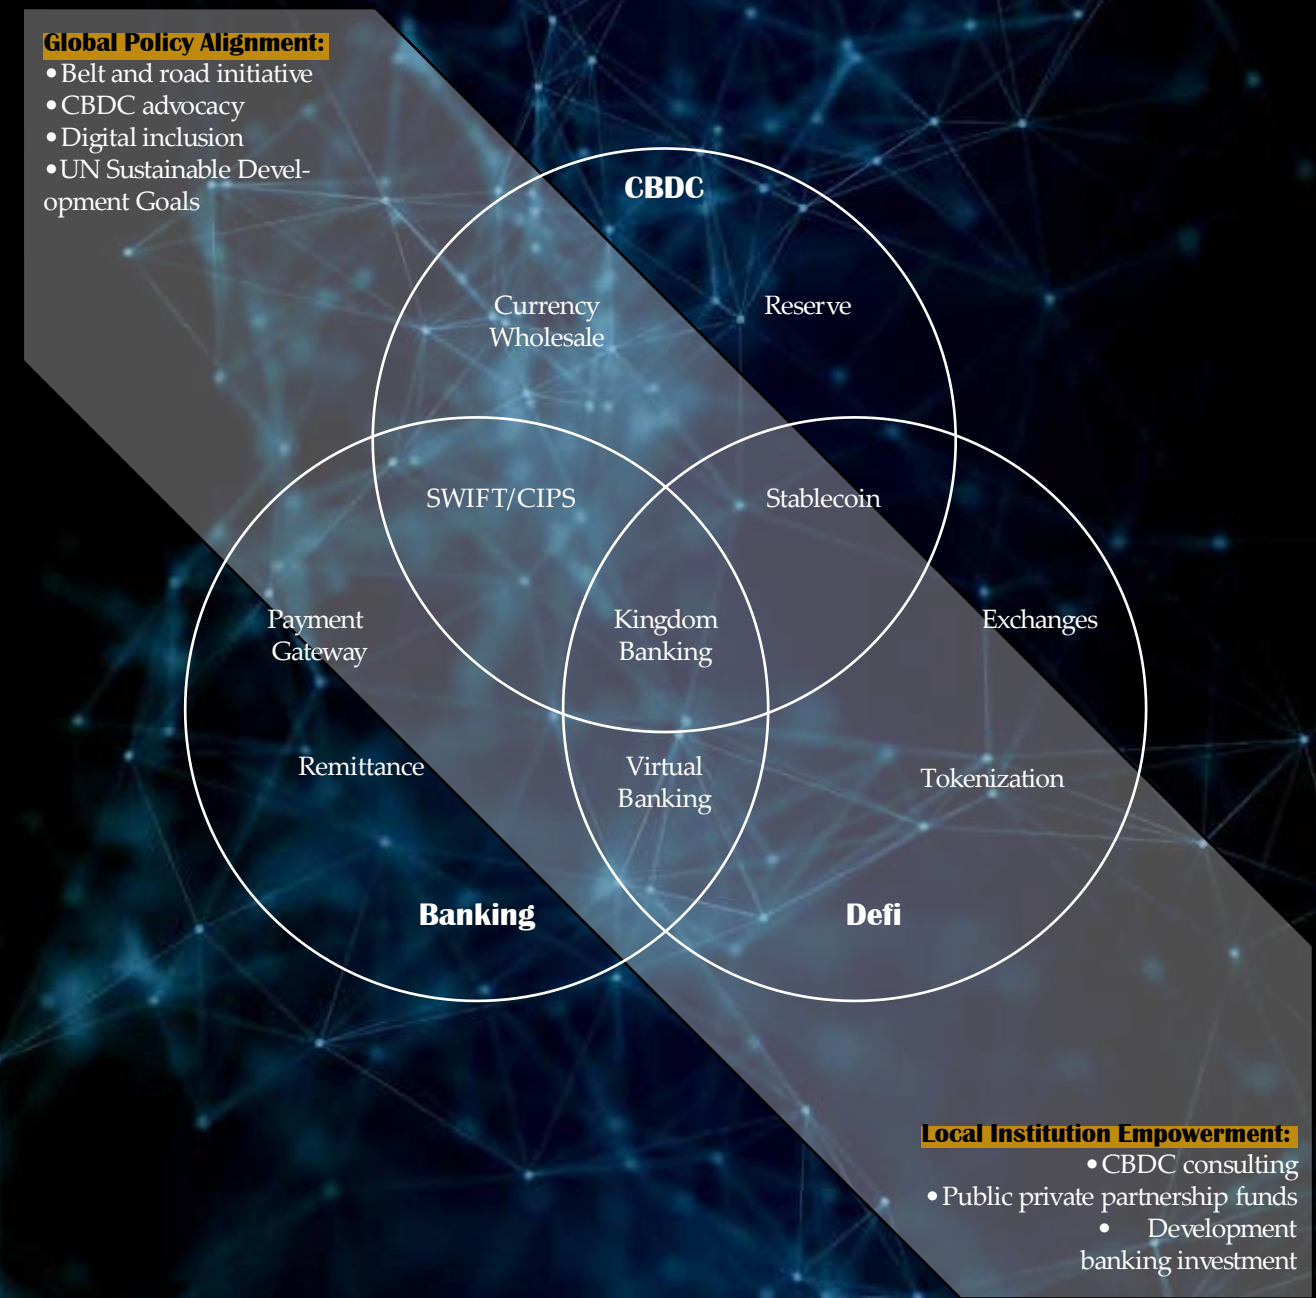 Global Policy Alignment:
•Belt and road initiative
•CBDC advocacy
•Digital inclusion
•UN Sustainable Devel-
opment Goals
CBDC
Currency
Wholesale
Reserve
SWIFT/CIPS
Stablecoin
Payment
Gateway
Kingdom
Banking
Exchanges
Remittance
Virtual
Banking
Tokenization
Banking
Defi
Local Institution Empowerment:
•CBDC consulting
•Public private partnership funds
• Development
banking investment